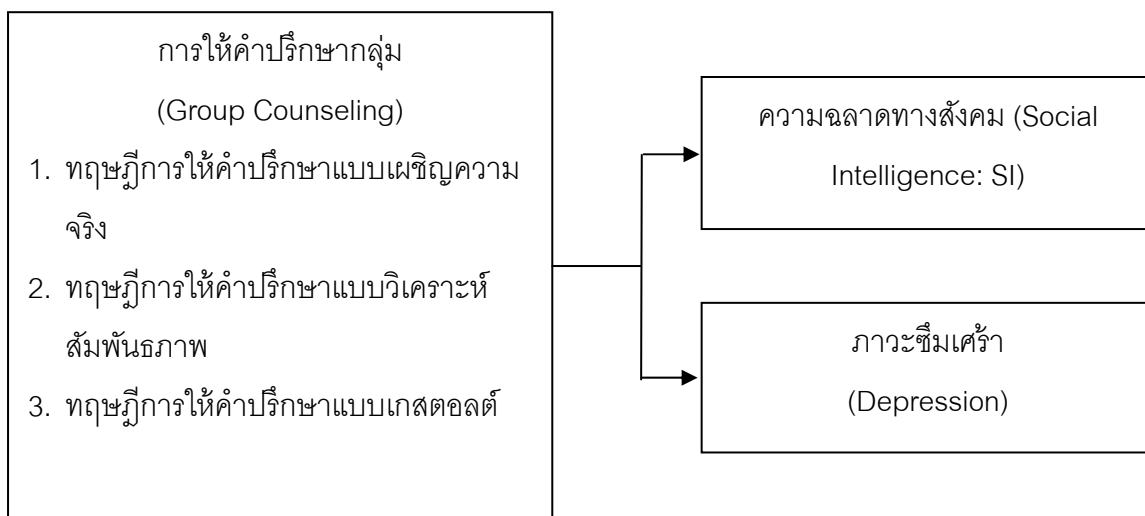 การให้คำปรึกษากลุ่ม
(Group Counseling)
1. ทฤษฎีการให้คำปรึกษาแบบเผชิญความ
จริง
2. ทฤษฎีการให้คำปรึกษาแบบวิเคราะห์
สัมพันธภาพ
3. ทฤษฎีการให้คำปรึกษาแบบเกสตอลต์
ความฉลาดทางสังคม (Social
Intelligence: SI)
ภาวะซึมเศร้า
(Depression)